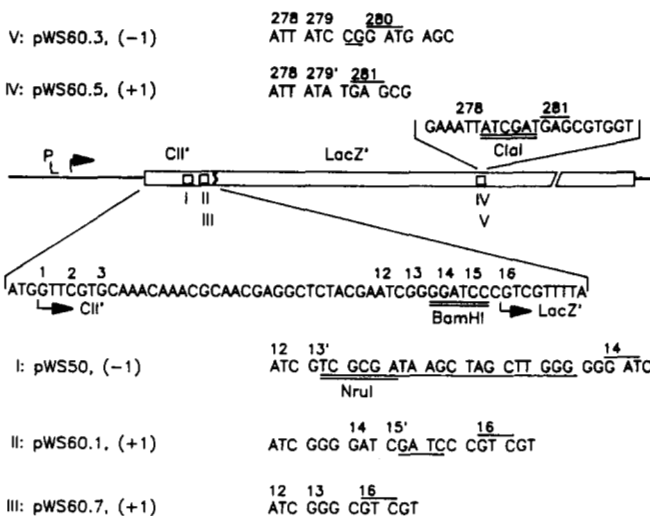 278 279 280
V: pWS60.3, (−1) ATT ATC CGG ATG AGC
278 279' 281
IV: pWS60.5, (+1) ATT ATA TGA GCG
278 281
GAAATTATCGATGAGCGTGGT
ClaI
P CII' LacZ'
I II IV
III V
1 2 3 12 13 14 15 16
ATGGTTCGTGCAAACAAACGCAACGAGGCTCTACGAATCGGGGGATCCCCGTCGTTTTA
CII' BamHI LacZ'
12 13' 14
I: pWS50, (−1) ATC GTC GCG ATA AGC TAG CTT GGG GGG ATC
NruI
14 15' 16
II: pWS60.1, (+1) ATC GGG GAT CGA TCC CGT CGT
12 13 16
III: pWS60.7, (+1) ATC GGG CGT CGT